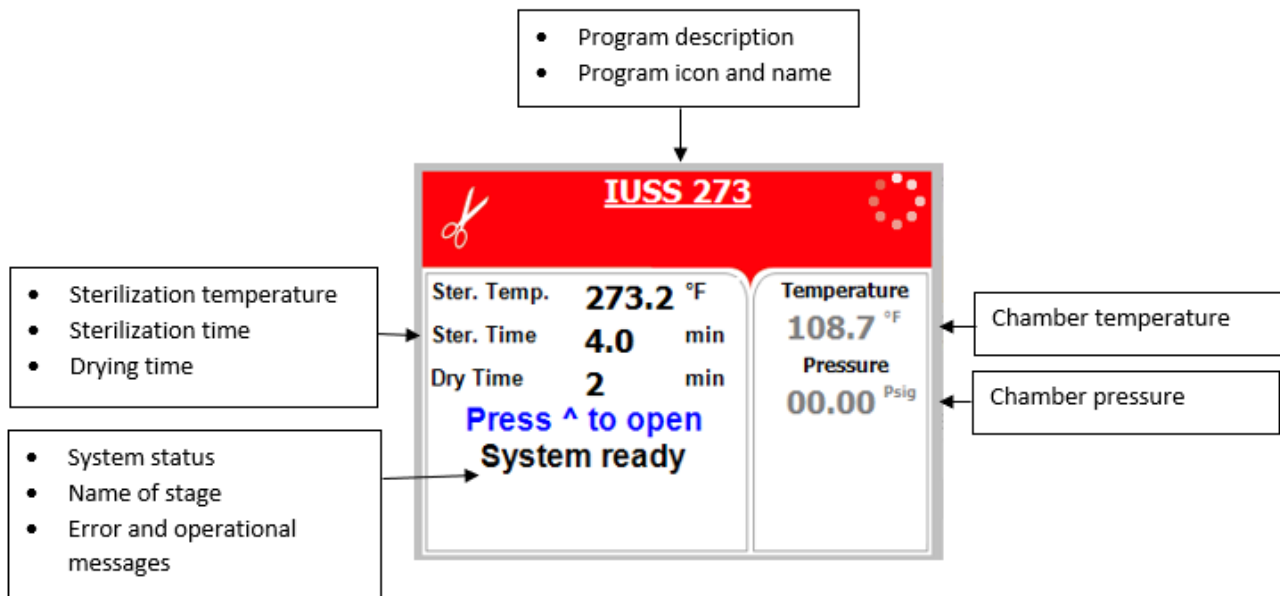 • Program description
• Program icon and name
IUSS 273
• Sterilization temperature
• Sterilization time
• Drying time
Ster. Temp. 273.2 °F
Ster. Time 4.0 min
Dry Time 2 min
Press ^ to open
System ready
Temperature
108.7 °F
Pressure
00.00 Psig
Chamber temperature
Chamber pressure
• System status
• Name of stage
• Error and operational
messages